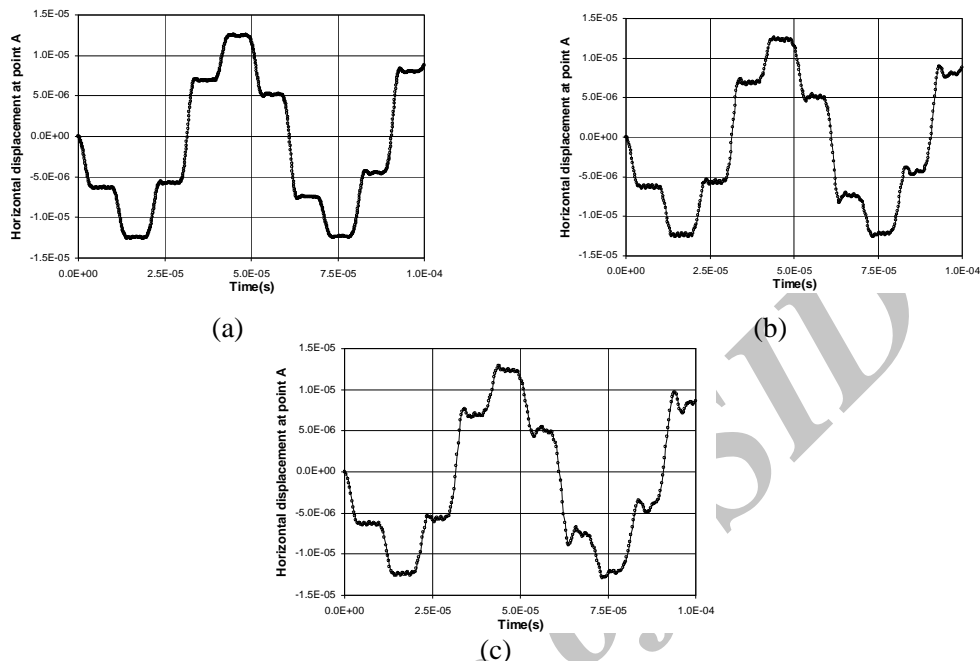 1.5E-05
1.0E-05
5.0E-06
0.0E+00
-5.0E-06
-1.0E-05
-1.5E-05
Horizontal displacement at point A
0.0E+00 2.5E-05 5.0E-05 7.5E-05 1.0E-04
Time(s)
(a)
1.5E-05
1.0E-05
5.0E-06
0.0E+00
-5.0E-06
-1.0E-05
-1.5E-05
Horizontal displacement at point A
0.0E+00 2.5E-05 5.0E-05 7.5E-05 1.0E-04
Time(s)
(b)
1.5E-05
1.0E-05
5.0E-06
0.0E+00
-5.0E-06
-1.0E-05
-1.5E-05
Horizontal displacement at point A
0.0E+00 2.5E-05 5.0E-05 7.5E-05 1.0E-04
Time(s)
(c)
SID